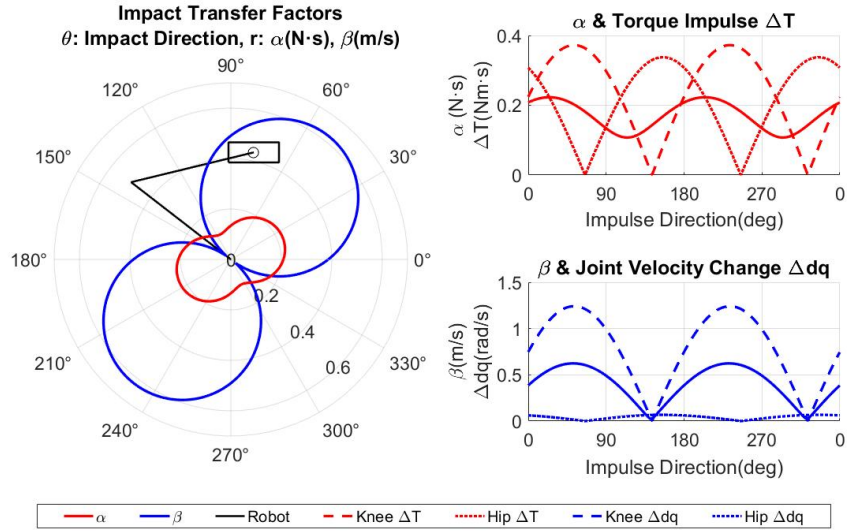 Impact Transfer Factors
θ: Impact Direction, r: α(N·s), β(m/s)
90°
120°
60°
150°
30°
180°
0
0°
0.2
0.4
0.6
210°
330°
240°
300°
270°
α & Torque Impulse ΔT
α (N·s)
ΔT(Nm·s)
0.4
0.2
0
0 90 180 270 0
Impulse Direction(deg)
β & Joint Velocity Change Δdq
β(m/s)
Δdq(rad/s)
1.5
1
0.5
0
0 90 180 270 0
Impulse Direction(deg)
α β Robot Knee ΔT Hip ΔT Knee Δdq Hip Δdq